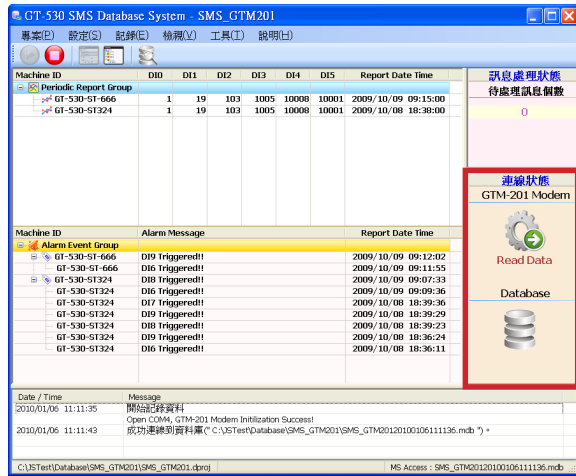 GT-530 SMS Database System - SMS_GTM201
專案(P) 設定(S) 記錄(E) 檢視(V) 工具(T) 說明(H)
Machine ID DI0 DI1 DI2 DI3 DI4 DI5 Report Date Time
Periodic Report Group
GT-530-ST-666 1 19 103 1005 10008 10001 2009/10/09 09:15:00
GT-530-ST324 1 19 103 1005 10008 10001 2009/10/08 18:38:00
訊息處理狀態
待處理訊息個數
0
連線狀態
GTM-201 Modem
Read Data
Database
Machine ID Alarm Message Report Date Time
Alarm Event Group
GT-530-ST-666 DI9 Triggered!! 2009/10/09 09:12:02
GT-530-ST-666 DI6 Triggered!! 2009/10/09 09:11:55
GT-530-ST324 DI8 Triggered!! 2009/10/09 09:07:33
GT-530-ST324 DI6 Triggered!! 2009/10/09 09:09:36
GT-530-ST324 DI7 Triggered!! 2009/10/08 18:39:36
GT-530-ST324 DI9 Triggered!! 2009/10/08 18:39:29
GT-530-ST324 DI8 Triggered!! 2009/10/08 18:39:23
GT-530-ST324 DI6 Triggered!! 2009/10/08 18:36:24
GT-530-ST324 DI6 Triggered!! 2009/10/08 18:36:11
Date / Time Message
2010/01/06 11:11:35 開始記錄資料
Open COM4, GTM-201 Modem Initilization Success!
2010/01/06 11:11:43 成功連線到資料庫(" C:\JSTest\Database\SMS_GTM201\SMS_GTM20120100106111136.mdb ")。
C:\JSTest\Database\SMS_GTM201\SMS_GTM201.dproj MS Access : SMS_GTM20120100106111136.mdb